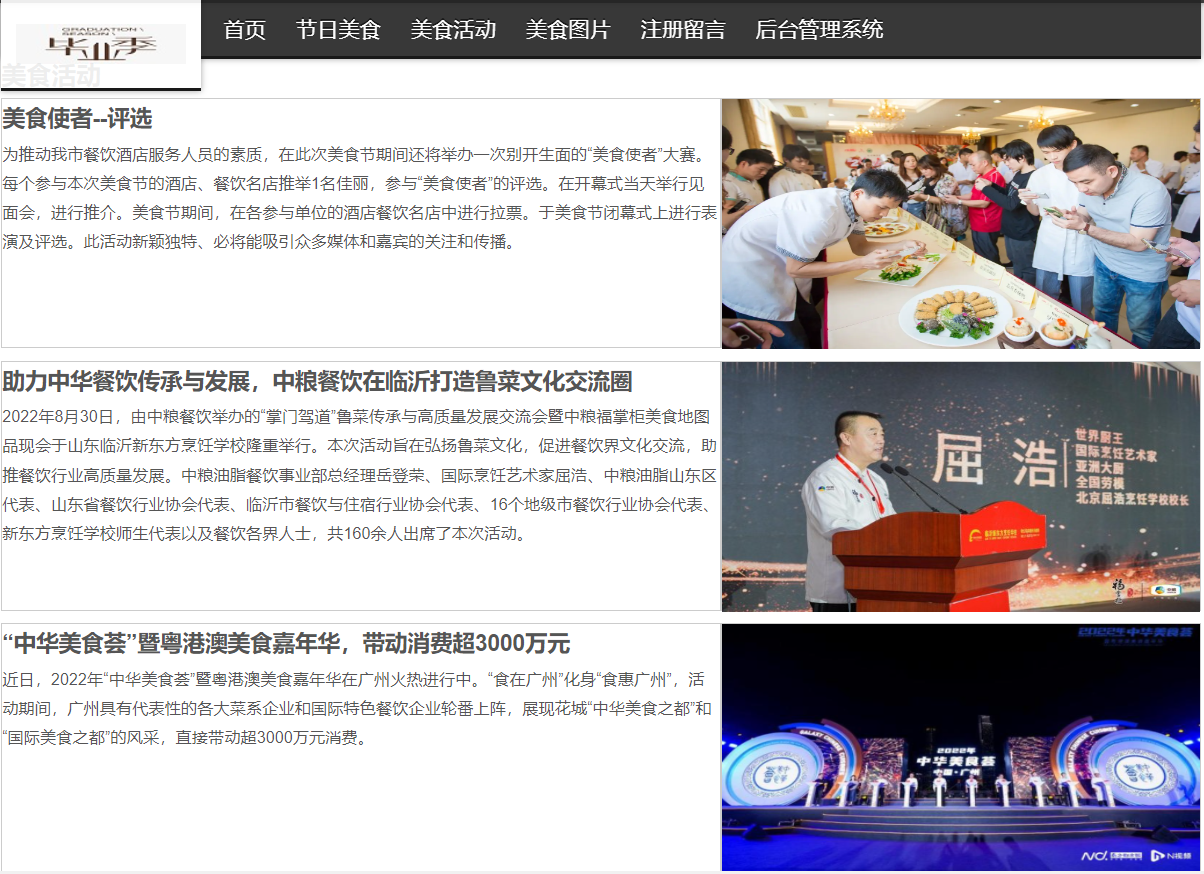 GRADUATION
SEASON
毕业季
首页 节日美食 美食活动 美食图片 注册留言 后台管理系统
美食活动
美食使者--评选
为推动我市餐饮酒店服务人员的素质，在此次美食节期间还将举办一次别开生面的“美食使者”大赛。
每个参与本次美食节的酒店、餐饮名店推举1名佳丽，参与“美食使者”的评选。在开幕式当天举行见
面会，进行推介。美食节期间，在各参与单位的酒店餐饮名店中进行拉票。于美食节闭幕式上进行表
演及评选。此活动新颖独特、必将能吸引众多媒体和嘉宾的关注和传播。
助力中华餐饮传承与发展，中粮餐饮在临沂打造鲁菜文化交流圈
2022年8月30日，由中粮餐饮举办的“掌门驾道”鲁菜传承与高质量发展交流会暨中粮福掌柜美食地图
品现会于山东临沂新东方烹饪学校隆重举行。本次活动旨在弘扬鲁菜文化，促进餐饮界文化交流，助
推餐饮行业高质量发展。中粮油脂餐饮事业部总经理岳登荣、国际烹饪艺术家屈浩、中粮油脂山东区
代表、山东省餐饮行业协会代表、临沂市餐饮与住宿行业协会代表、16个地级市餐饮行业协会代表、
新东方烹饪学校师生代表以及餐饮各界人士，共160余人出席了本次活动。
屈浩
世界厨王
国际烹饪艺术家
亚洲大厨
全国劳模
北京屈浩烹饪学校校长
“中华美食荟”暨粤港澳美食嘉年华，带动消费超3000万元
近日，2022年“中华美食荟”暨粤港澳美食嘉年华在广州火热进行中。“食在广州”化身“食惠广州”，活
动期间，广州具有代表性的各大菜系企业和国际特色餐饮企业轮番上阵，展现花城“中华美食之都”和
“国际美食之都”的风采，直接带动超3000万元消费。
2022年中华美食荟
2022年
中华美食荟
中国·广州
N视频